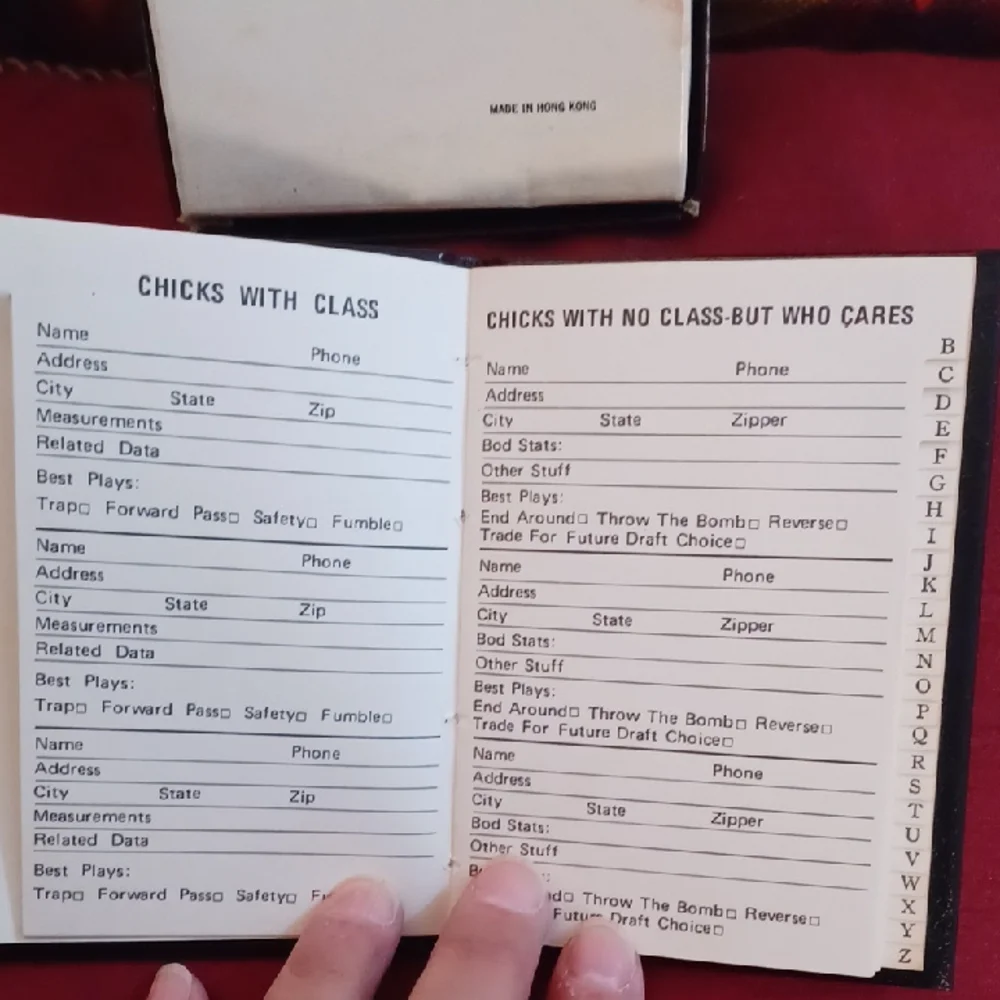 MADE IN HONG KONG
CHICKS WITH CLASS
Name
Phone
Address
City State Zip
Measurements
Related Data
Best Plays:
Trap□ Forward Pass□ Safety□ Fumble□
Name
Phone
Address
City State Zip
Measurements
Related Data
Best Plays:
Trap□ Forward Pass□ Safety□ Fumble□
Name
Phone
Address
City State Zip
Measurements
Related Data
Best Plays:
Trap□ Forward Pass□ Safety□
CHICKS WITH NO CLASS-BUT WHO CARES
Name Phone
Address
City State Zipper
Bod Stats:
Other Stuff
Best Plays:
End Around□ Throw The Bomb□ Reverse□
Trade For Future Draft Choice□
Name Phone
Address
City State Zipper
Bod Stats:
Other Stuff
Best Plays:
End Around□ Throw The Bomb□ Reverse□
Trade For Future Draft Choice□
Name Phone
Address
City State Zipper
Bod Stats:
Other Stuff
Throw The Bomb□ Reverse□
Future Draft Choice□
B
C
D
E
F
G
H
I
J
K
L
M
N
O
P
Q
R
S
T
U
V
W
X
Y
Z